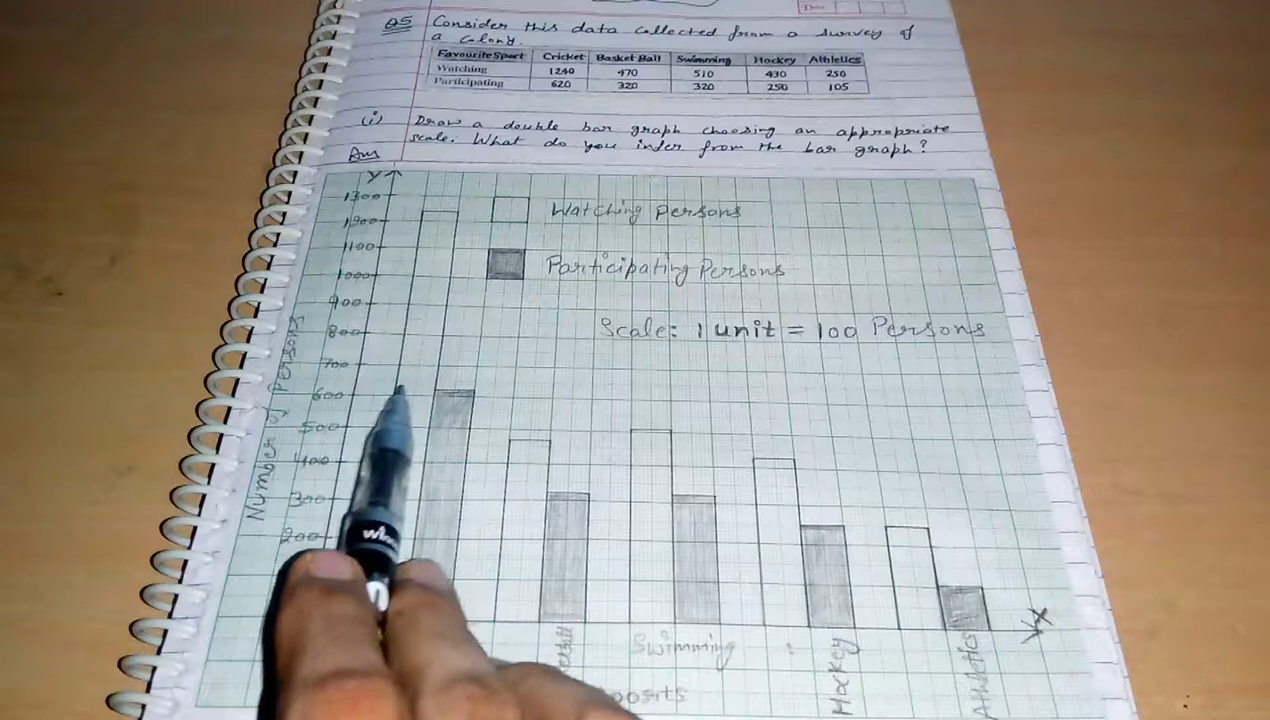 Date
Q5 Consider this data collected from a survey of
a colony.
Favourite Sport Cricket Basket Ball Swimming Hockey Athletics
Watching 1240 470 510 430 250
Participating 620 320 320 250 105
(i) Draw a double bar graph choosing an appropriate
scale. What do you infer from the bar graph?
Ans
Y
1300
1200
1100
1000
900
800
700
600
500
400
300
200
Number of Persons
Watching Persons
Participating Persons
Scale: 1 unit = 100 Persons
Swimming
Hockey
Athletics
X